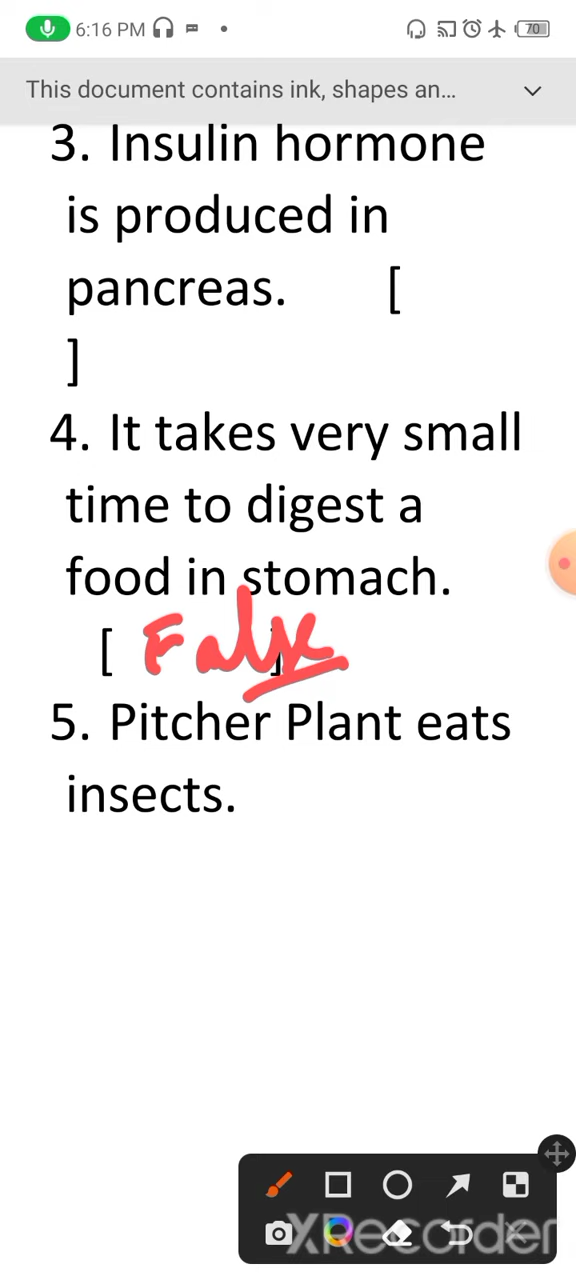 6:16 PM
70
This document contains ink, shapes an...
3. Insulin hormone
is produced in
pancreas. [
]
4. It takes very small
time to digest a
food in stomach.
[ False ]
5. Pitcher Plant eats
insects.
XRecorder